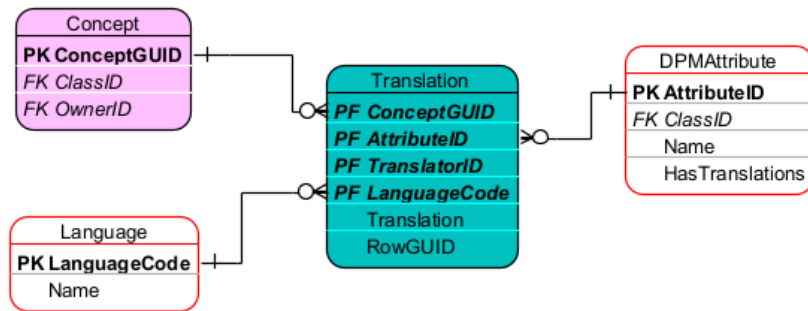 Concept
PK ConceptGUID
FK ClassID
FK OwnerID
Translation
PF ConceptGUID
PF AttributeID
PF TranslatorID
PF LanguageCode
Translation
RowGUID
DPMAttribute
PK AttributeID
FK ClassID
Name
HasTranslations
Language
PK LanguageCode
Name